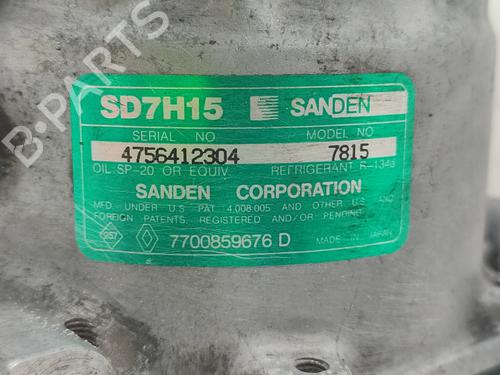 SD7H15 SANDEN
SERIAL NO MODEL NO
4756412304 7815
OIL.SP-20 OR EQUIV. REFRIGERANT R-134a
SANDEN CORPORATION
MFD UNDER U.S PAT 4.008.005 AND OTHER U.S. AND
FOREIGN PATENTS, REGISTERED AND/OR PENDING
957 7700859676 D MADE IN JAPAN
B-PARTS